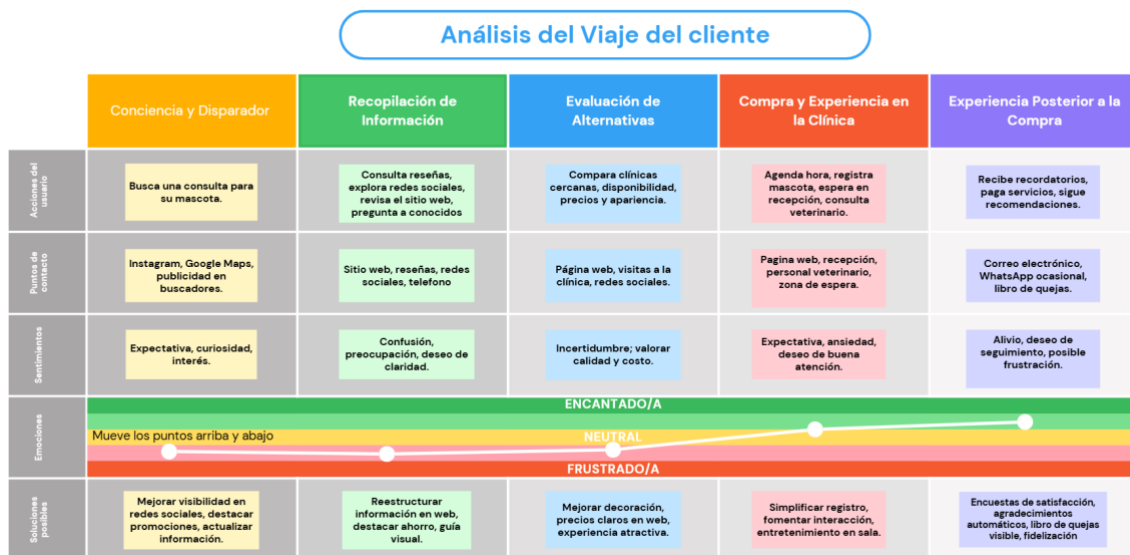 Análisis del Viaje del cliente
Conciencia y Disparador
Recopilación de
Información
Evaluación de
Alternativas
Compra y Experiencia en
la Clínica
Experiencia Posterior a la
Compra
Acciones del
usuario
Busca una consulta para
su mascota.
Consulta reseñas,
explora redes sociales,
revisa el sitio web,
pregunta a conocidos
Compara clínicas
cercanas, disponibilidad,
precios y apariencia.
Agenda hora, registra
mascota, espera en
recepción, consulta
veterinario.
Recibe recordatorios,
paga servicios, sigue
recomendaciones.
Puntos de
contacto
Instagram, Google Maps,
publicidad en
buscadores.
Sitio web, reseñas, redes
sociales, telefono
Página web, visitas a la
clínica, redes sociales.
Pagina web, recepción,
personal veterinario,
zona de espera.
Correo electrónico,
WhatsApp ocasional,
libro de quejas.
Sentimientos
Expectativa, curiosidad,
interés.
Confusión,
preocupación, deseo de
claridad.
Incertidumbre; valorar
calidad y costo.
Expectativa, ansiedad,
deseo de buena
atención.
Alivio, deseo de
seguimiento, posible
frustración.
Emociones
ENCANTADO/A
Mueve los puntos arriba y abajo
NEUTRAL
FRUSTRADO/A
Soluciones
posibles
Mejorar visibilidad en
redes sociales, destacar
promociones, actualizar
información.
Reestructurar
información en web,
destacar ahorro, guía
visual.
Mejorar decoración,
precios claros en web,
experiencia atractiva.
Simplificar registro,
fomentar interacción,
entretenimiento en sala.
Encuestas de satisfacción,
agradecimientos
automáticos, libro de quejas
visible, fidelización